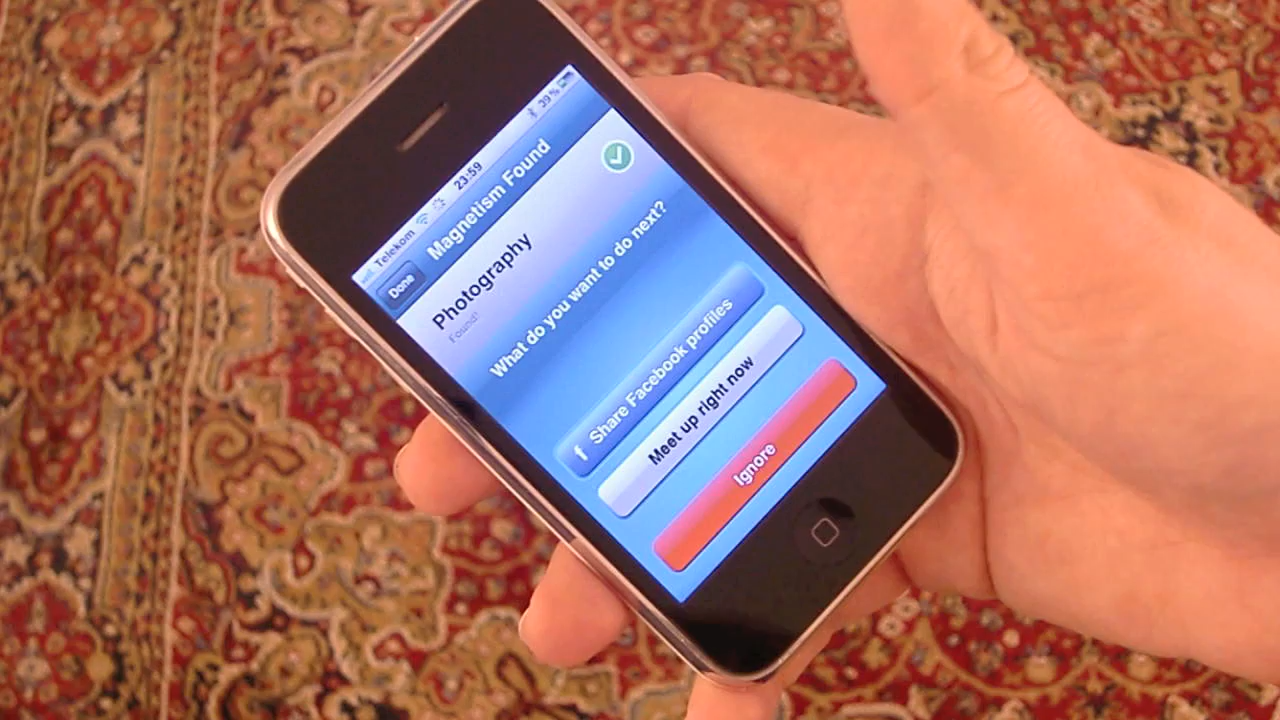 Telekom 23:59 39 %
Done Magnetism Found
Photography
Found!
What do you want to do next?
f Share Facebook profiles
Meet up right now
Ignore